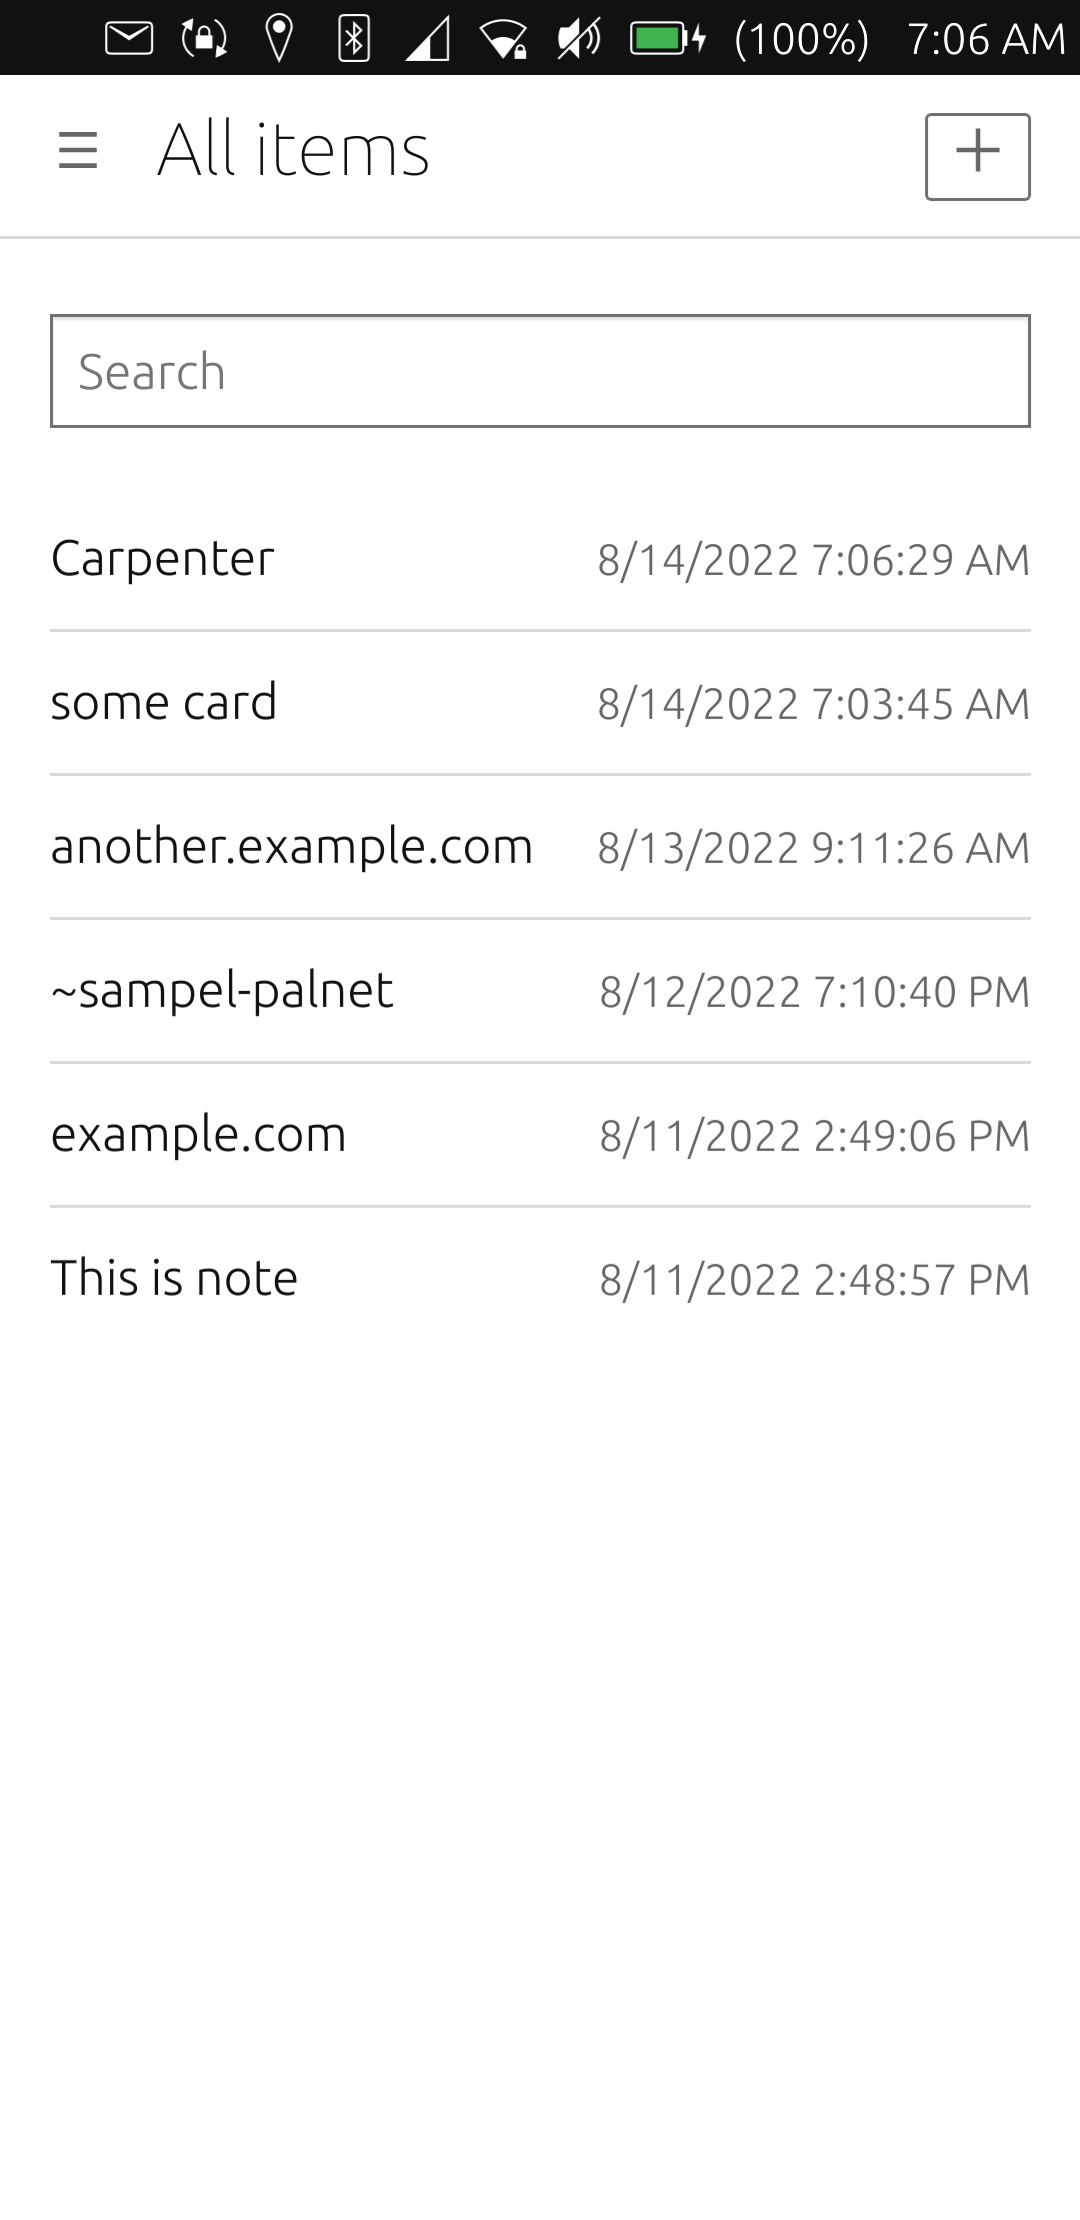 (100%) 7:06 AM
All items
Search
Carpenter 8/14/2022 7:06:29 AM
some card 8/14/2022 7:03:45 AM
another.example.com 8/13/2022 9:11:26 AM
~sampel-palnet 8/12/2022 7:10:40 PM
example.com 8/11/2022 2:49:06 PM
This is note 8/11/2022 2:48:57 PM